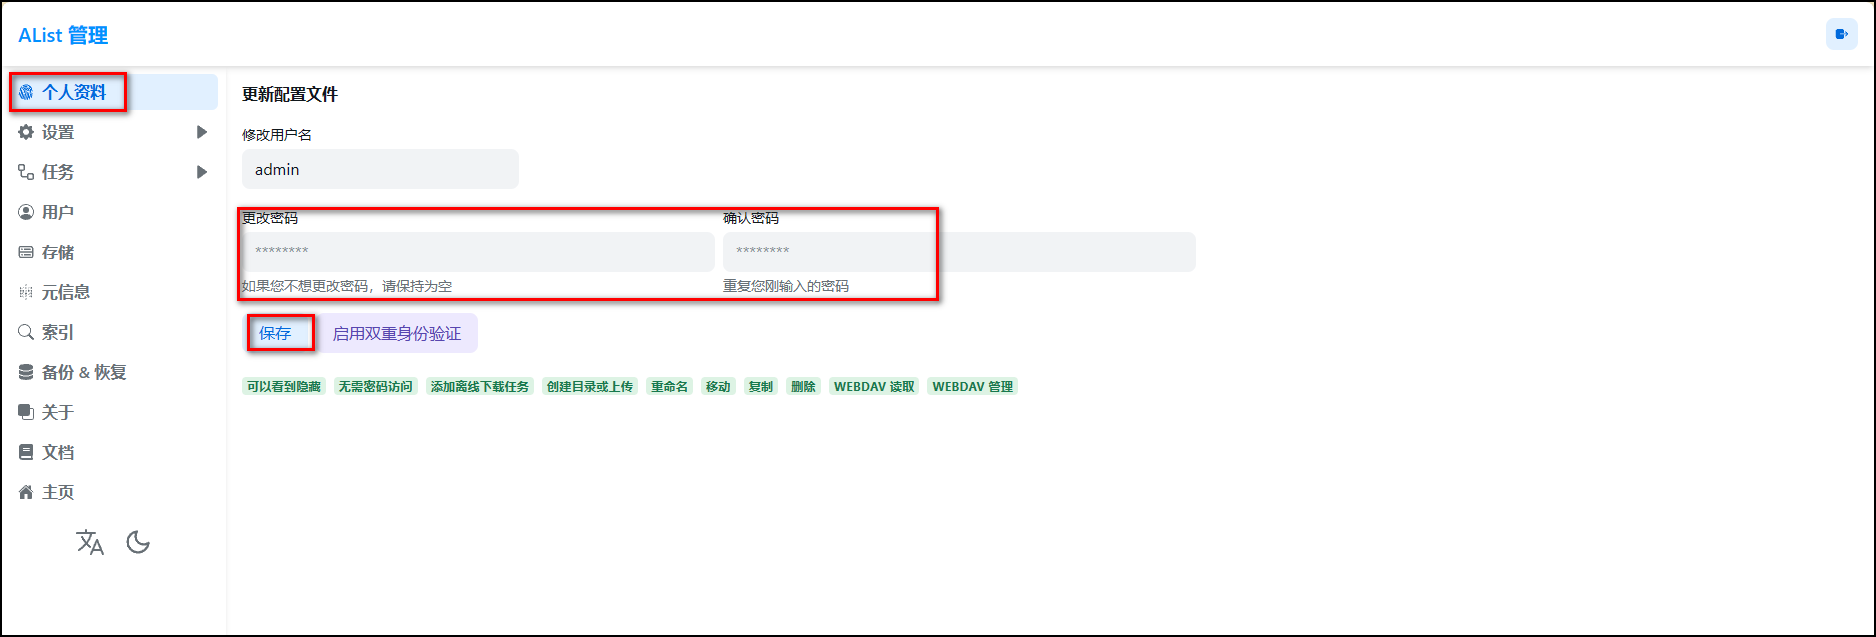 AList 管理
个人资料
设置
任务
用户
存储
元信息
索引
备份 & 恢复
关于
文档
主页
更新配置文件
修改用户名
admin
更改密码 确认密码
******** ********
如果您不想更改密码，请保持为空 重复您刚输入的密码
保存 启用双重身份验证
可以看到隐藏 无需密码访问 添加离线下载任务 创建目录或上传 重命名 移动 复制 删除 WEBDAV 读取 WEBDAV 管理